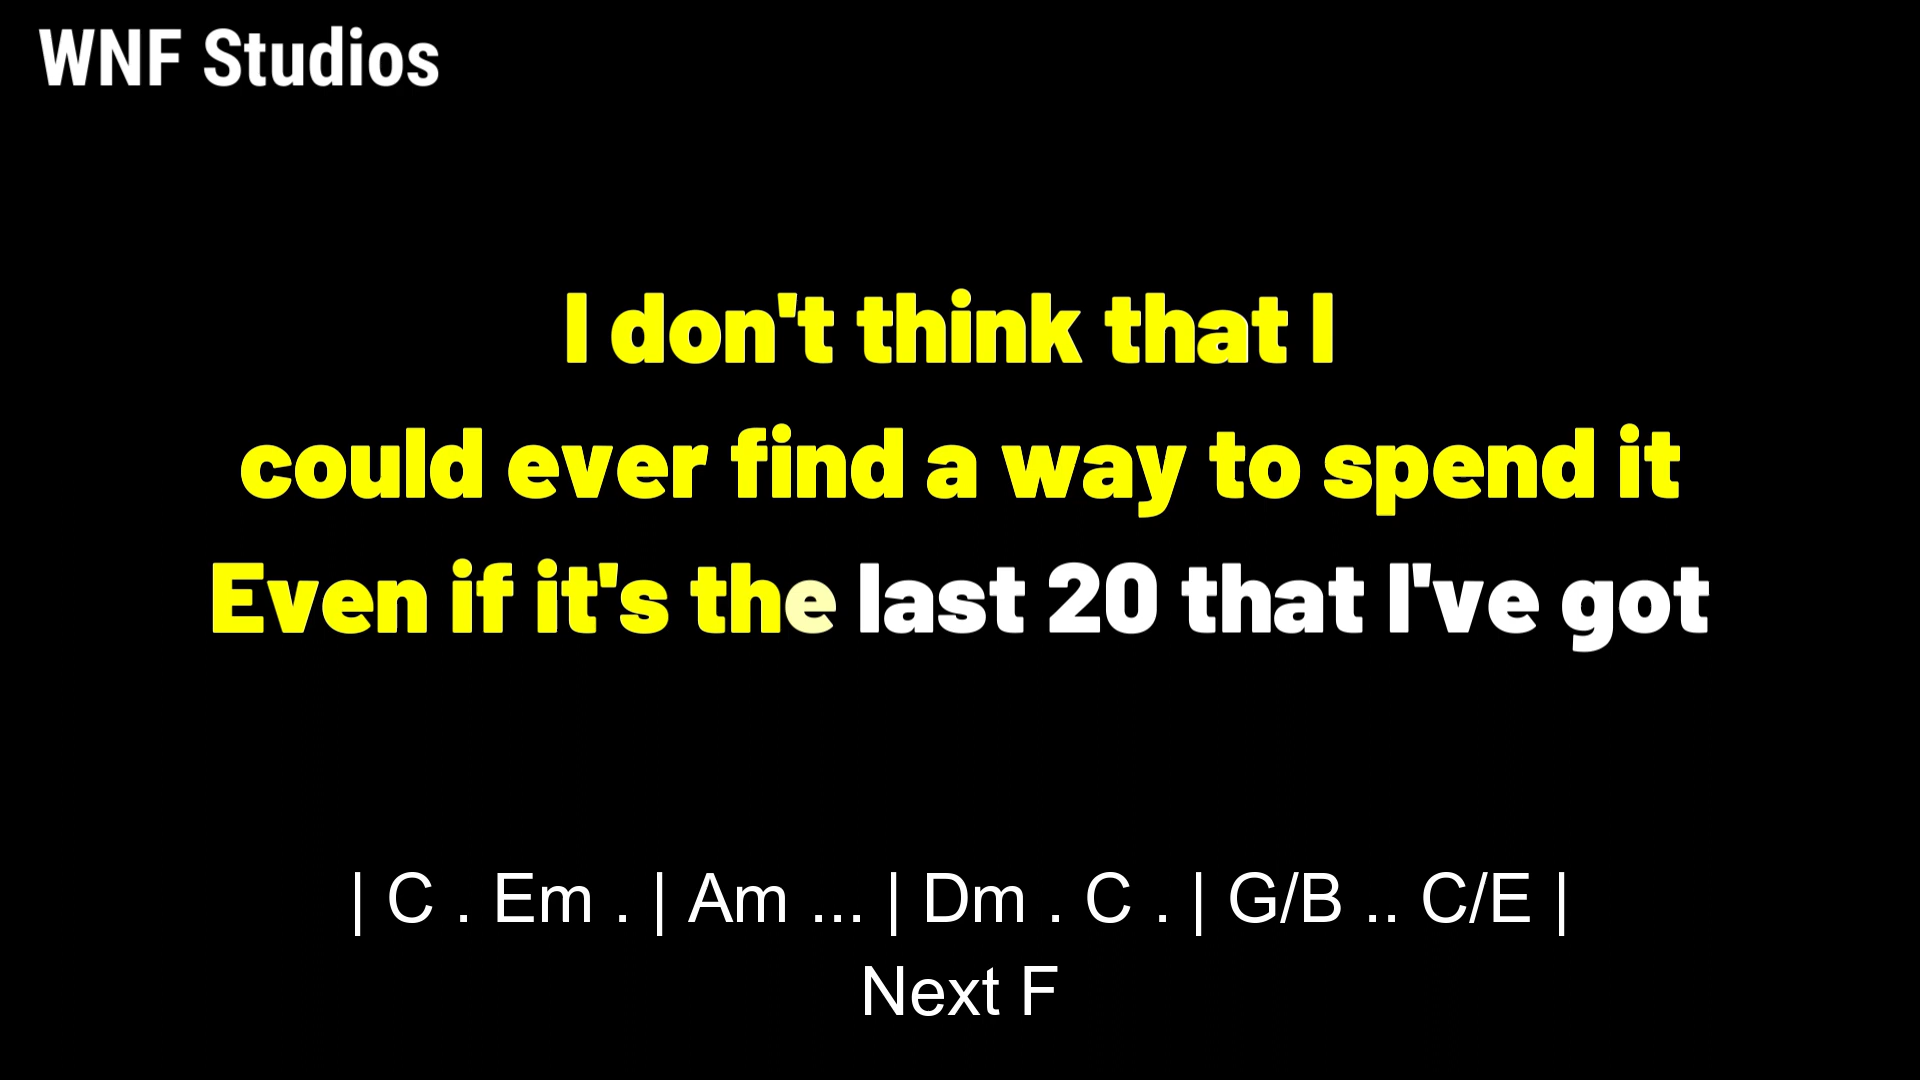 WNF Studios
I don't think that I
could ever find a way to spend it
Even if it's the last 20 that I've got
| C . Em . | Am ... | Dm . C . | G/B .. C/E |
Next F